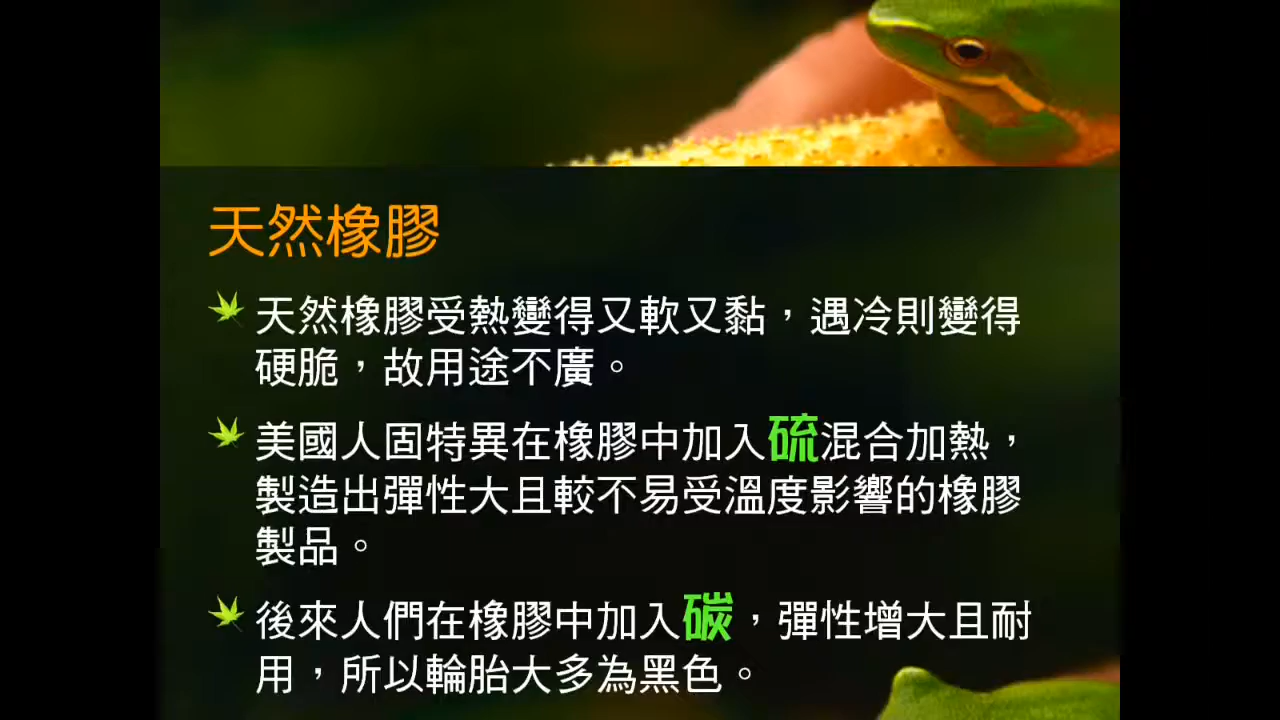 天然橡膠
天然橡膠受熱變得又軟又黏，遇冷則變得
硬脆，故用途不廣。
美國人固特異在橡膠中加入硫混合加熱，
製造出彈性大且較不易受溫度影響的橡膠
製品。
後來人們在橡膠中加入碳，彈性增大且耐
用，所以輪胎大多為黑色。